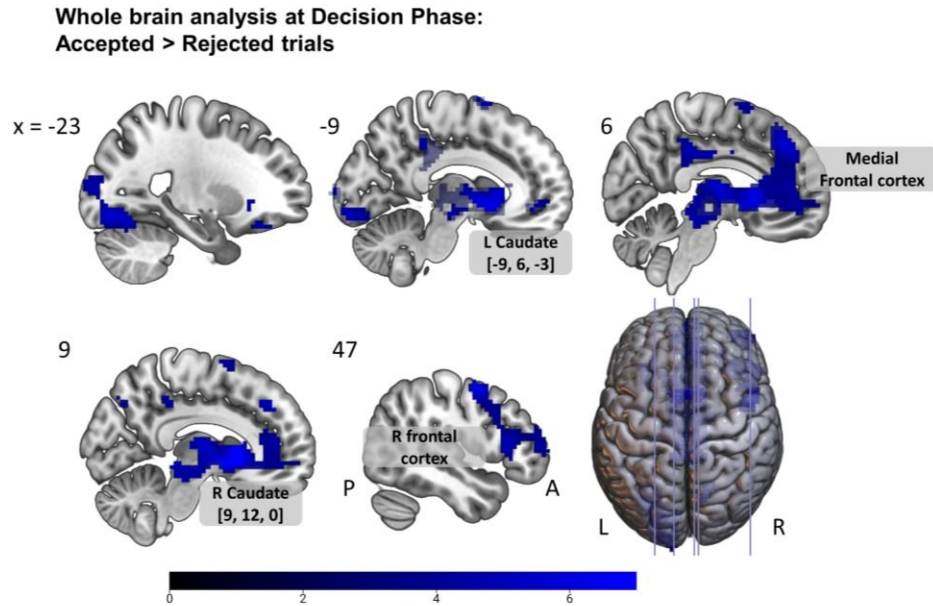 Whole brain analysis at Decision Phase:
Accepted > Rejected trials
x = -23
-9
6
Medial
Frontal cortex
L Caudate
[-9, 6, -3]
9
47
R frontal
cortex
P
A
R Caudate
[9, 12, 0]
L
R
0
2
4
6